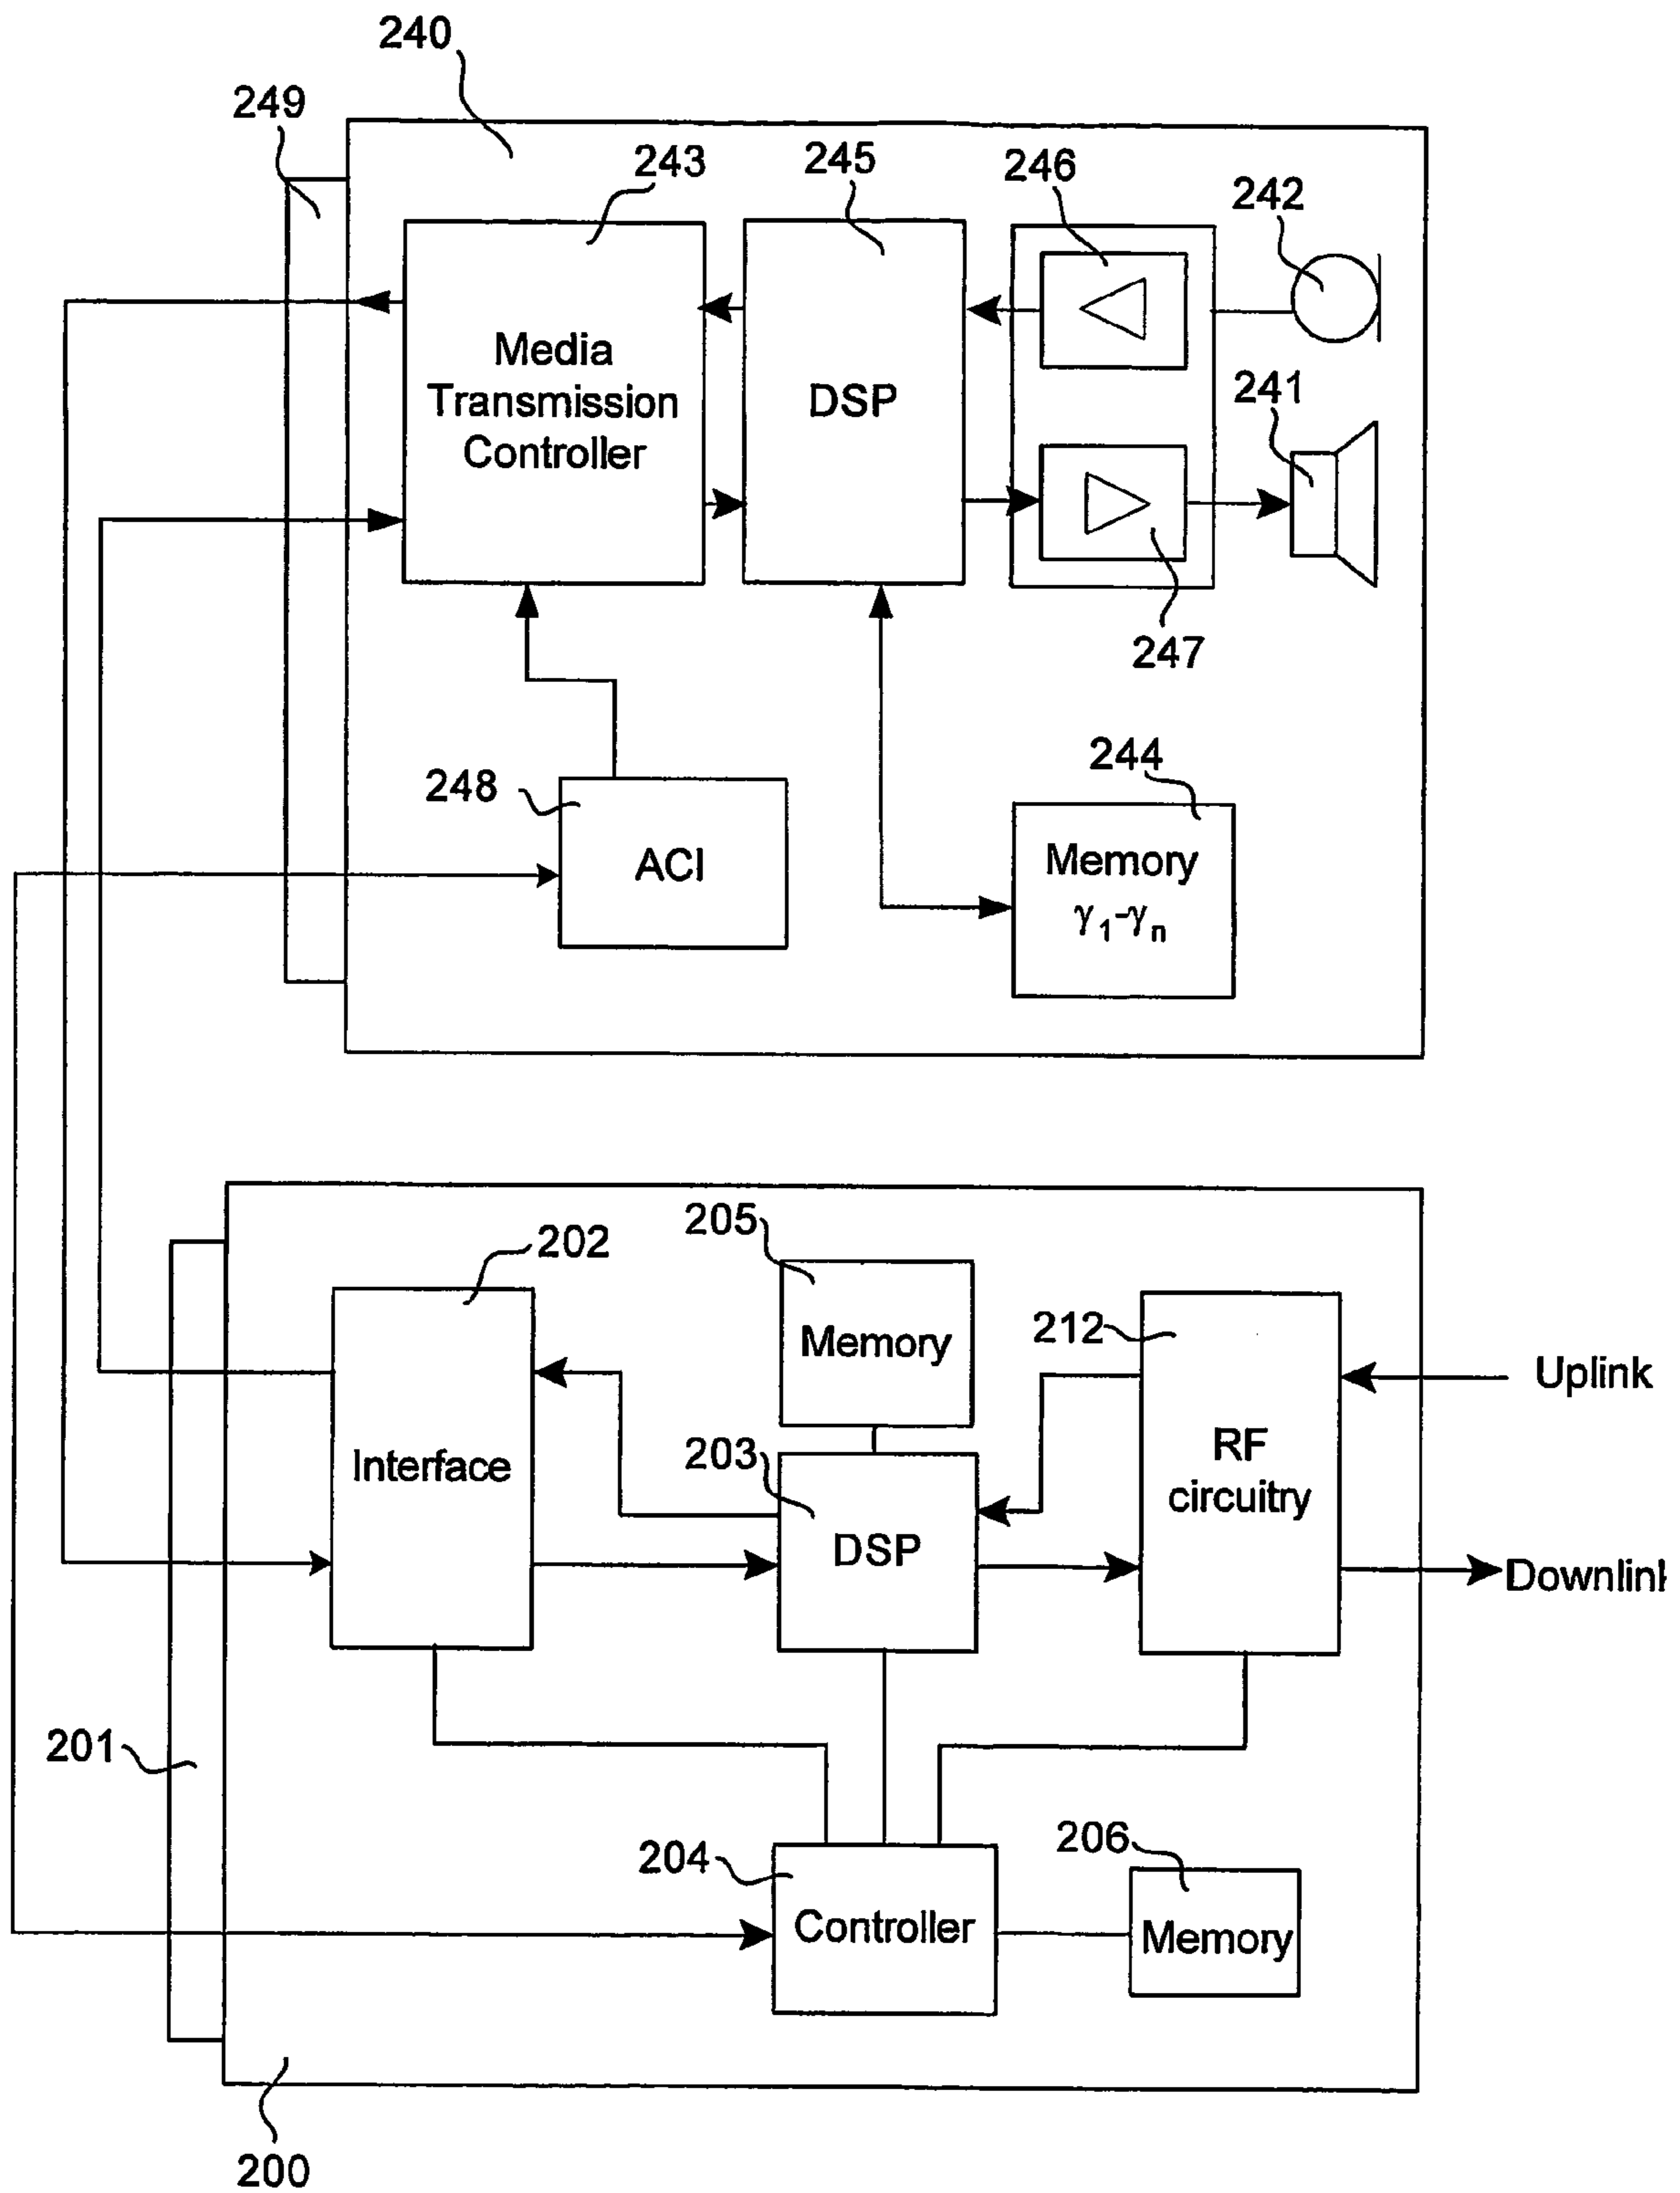 240
249
243
245
246
242
Media
Transmission
Controller
DSP
241
247
248
244
ACI
Memory
γ1-γn
205
202
212
Memory
Uplink
203
Interface
RF
circuitry
DSP
Downlink
201
204
206
Controller
Memory
200